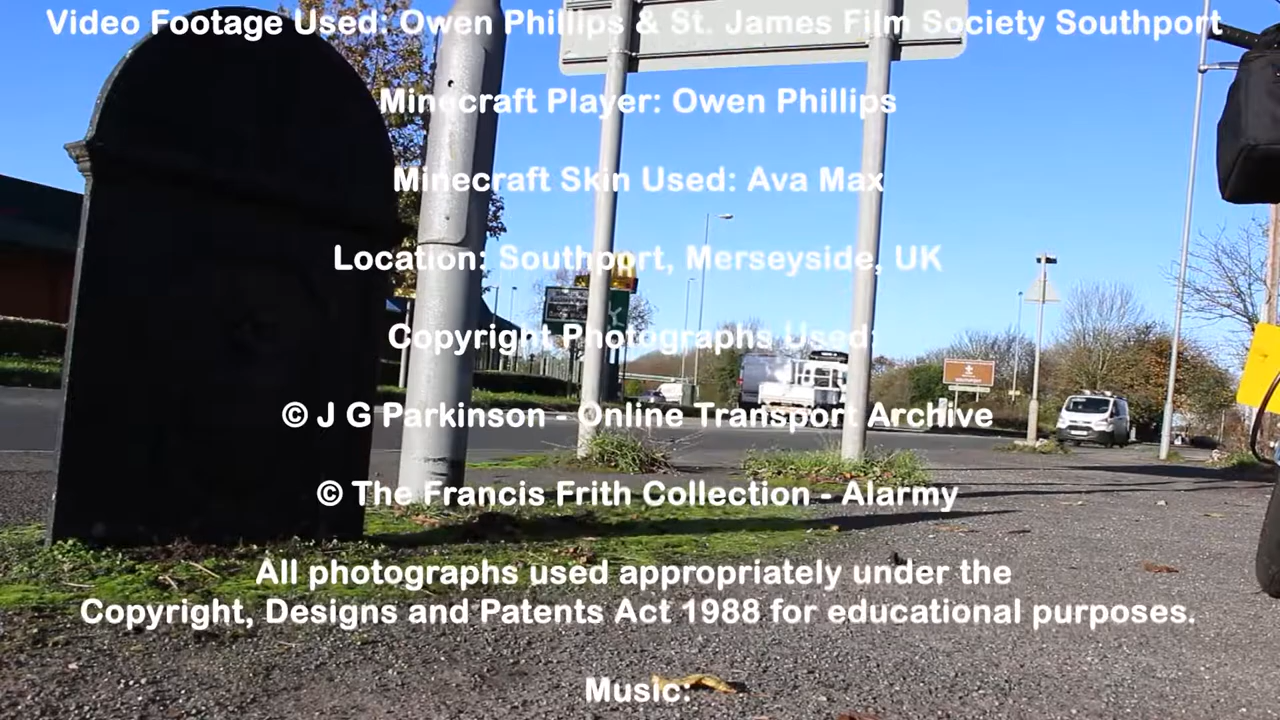 Video Footage Used: Owen Phillips & St. James Film Society Southport
Minecraft Player: Owen Phillips
Minecraft Skin Used: Ava Max
Location: Southport, Merseyside, UK
Copyright Photographs Used:
© J G Parkinson - Online Transport Archive
© The Francis Frith Collection - Alarmy
All photographs used appropriately under the
Copyright, Designs and Patents Act 1988 for educational purposes.
Music: